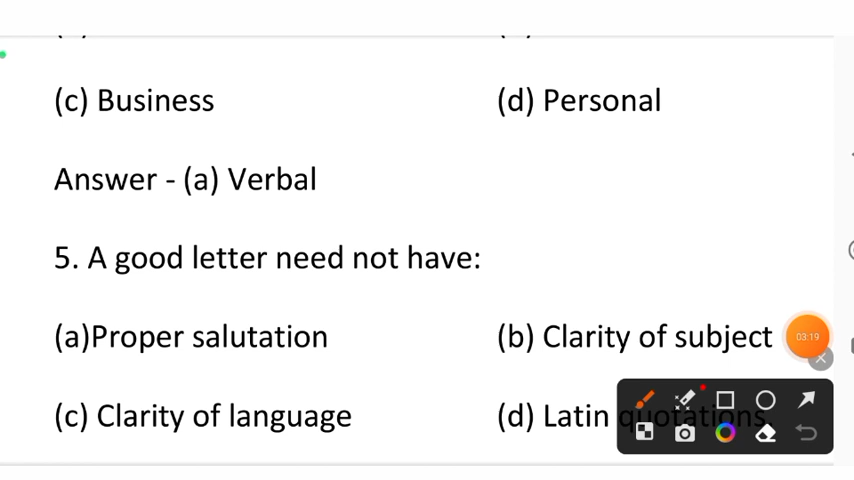 (c) Business (d) Personal
Answer - (a) Verbal
5. A good letter need not have:
(a)Proper salutation (b) Clarity of subject
03:19
(c) Clarity of language (d) Latin quotations.